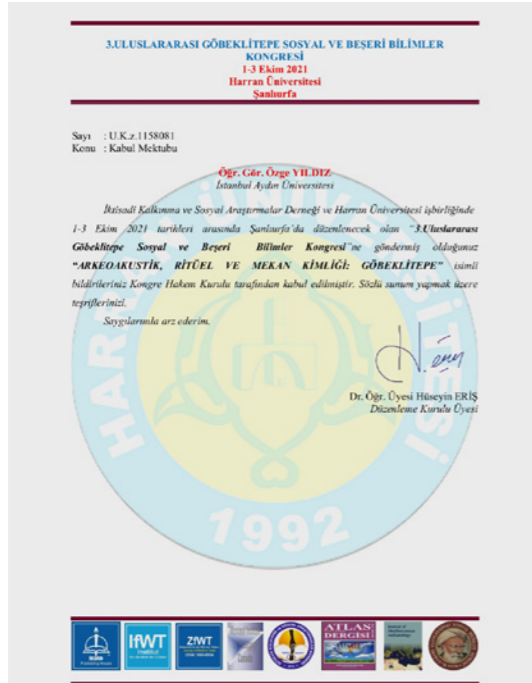 3.ULUSLARARASI GÖBEKLİTEPE SOSYAL VE BEŞERİ BİLİMLER
KONGRESİ
1-3 Ekim 2021
Harran Üniversitesi
Şanlıurfa
Sayı : U.K.z.1158081
Konu : Kabul Mektubu
Öğr. Gör. Özge YILDIZ
İstanbul Aydın Üniversitesi
İktisadi Kalkınma ve Sosyal Araştırmalar Derneği ve Harran Üniversitesi işbirliğinde
1-3 Ekim 2021 tarihleri arasında Şanlıurfa'da düzenlenecek olan "3.Uluslararası
Göbeklitepe Sosyal ve Beşeri Bilimler Kongresi"ne göndermiş olduğunuz
"ARKEOAKUSTİK, RİTÜEL VE MEKAN KİMLİĞİ: GÖBEKLİTEPE" isimli
bildirileriniz Kongre Hakem Kurulu tarafından kabul edilmiştir. Sözlü sunum yapmak üzere
teşriflerinizi.
Saygılarımla arz ederim.
Dr. Öğr. Üyesi Hüseyin ERİŞ
Düzenleme Kurulu Üyesi
HARRAN ÜNİVERSİTESİ
1992
IfWT
Institut
ZfWT
ATLAS
DERGİSİ